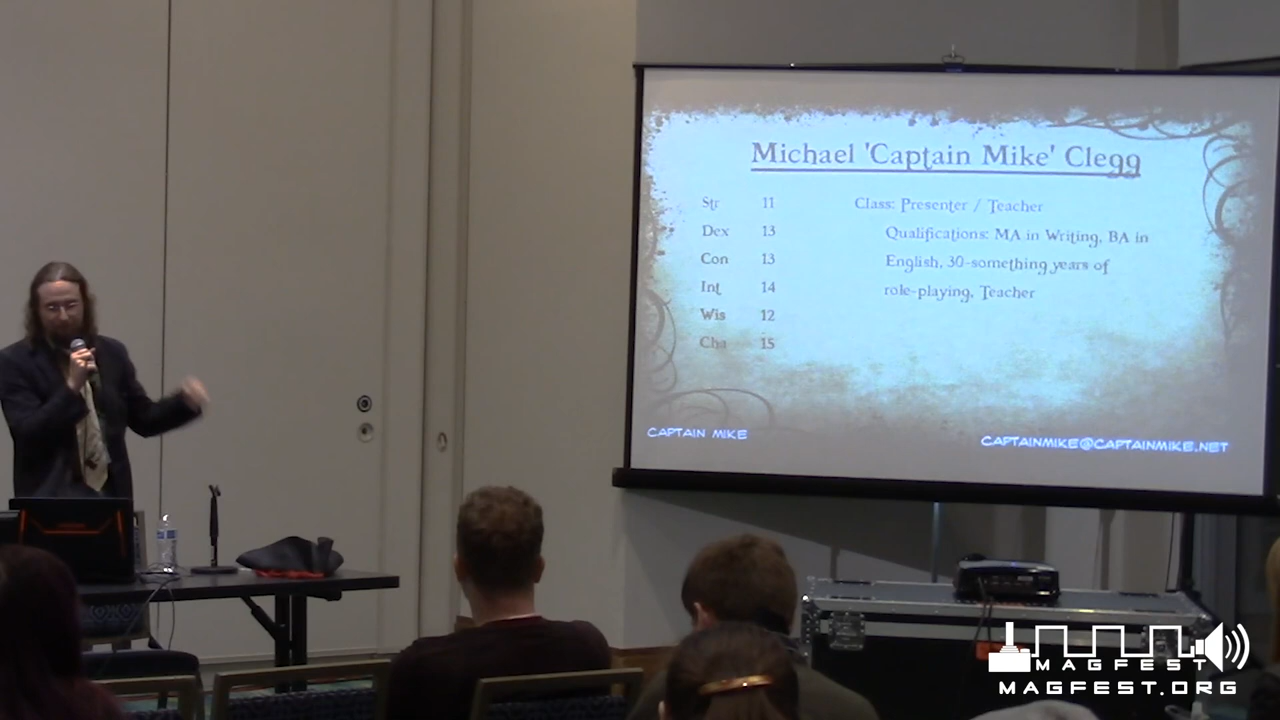 Michael 'Captain Mike' Clegg
Str 11
Dex 13
Con 13
Int 14
Wis 12
Cha 15
Class: Presenter / Teacher
Qualifications: MA in Writing, BA in
English, 30-something years of
role-playing, Teacher
CAPTAIN MIKE
CAPTAINMIKE@CAPTAINMIKE.NET
MAGFEST
MAGFEST.ORG